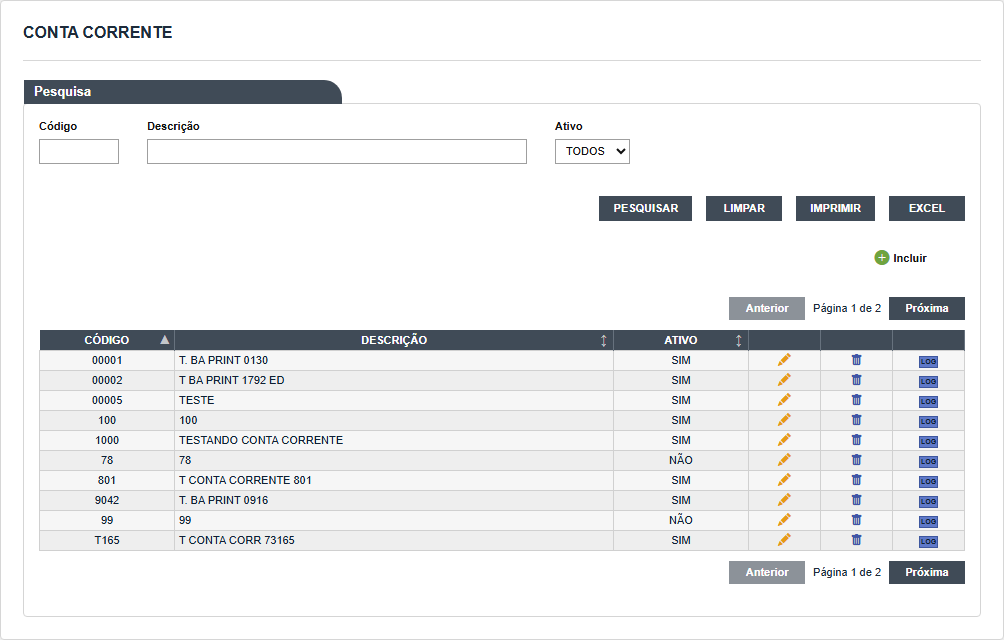 CONTA CORRENTE
Pesquisa
Código Descrição Ativo
TODOS
PESQUISAR LIMPAR IMPRIMIR EXCEL
Incluir
Anterior Página 1 de 2 Próxima
CÓDIGO DESCRIÇÃO ATIVO
00001 T. BA PRINT 0130 SIM LOG
00002 T BA PRINT 1792 ED SIM LOG
00005 TESTE SIM LOG
100 100 SIM LOG
1000 TESTANDO CONTA CORRENTE SIM LOG
78 78 NÃO LOG
801 T CONTA CORRENTE 801 SIM LOG
9042 T. BA PRINT 0916 SIM LOG
99 99 NÃO LOG
T165 T CONTA CORR 73165 SIM LOG
Anterior Página 1 de 2 Próxima